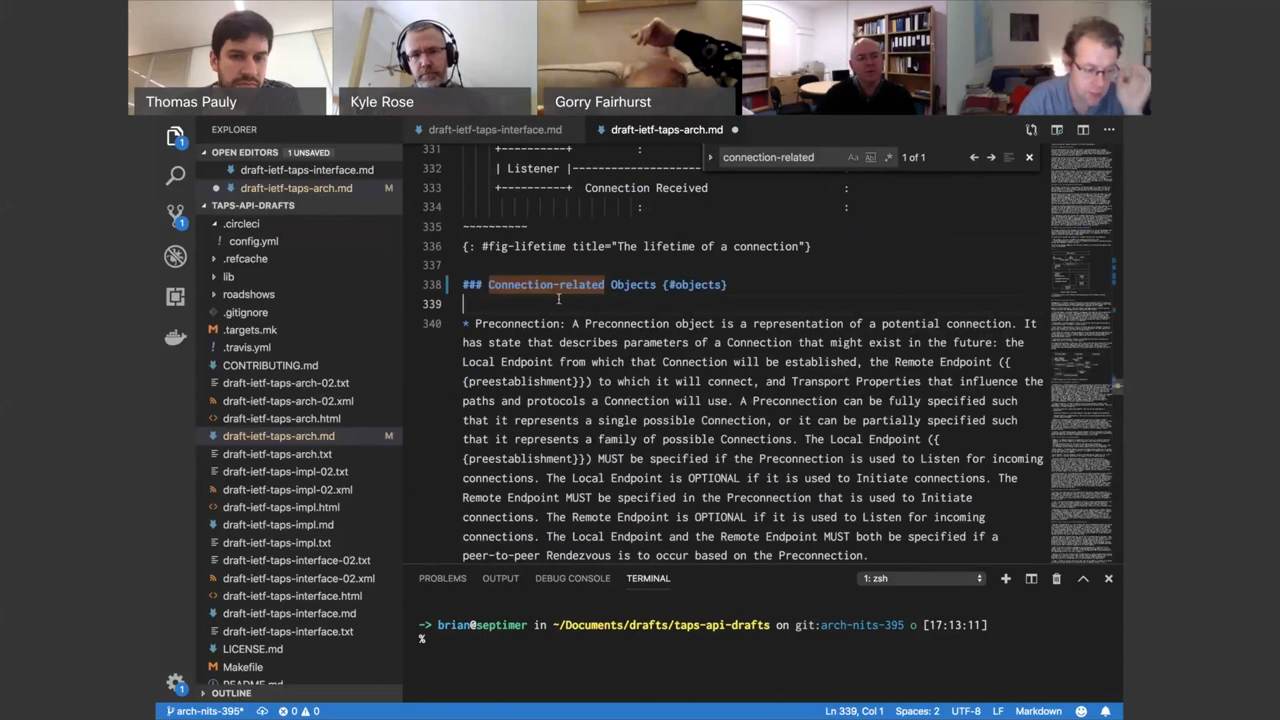 Thomas Pauly
Kyle Rose
Gorry Fairhurst
EXPLORER
OPEN EDITORS 1 UNSAVED
draft-ietf-taps-interface.md
draft-ietf-taps-arch.md M
TAPS-API-DRAFTS
.circleci
config.yml
.refcache
lib
roadshows
.gitignore
.targets.mk
.travis.yml
CONTRIBUTING.md
draft-ietf-taps-arch-02.txt
draft-ietf-taps-arch-02.xml
draft-ietf-taps-arch.html
draft-ietf-taps-arch.md M
draft-ietf-taps-arch.txt
draft-ietf-taps-impl-02.txt
draft-ietf-taps-impl-02.xml
draft-ietf-taps-impl.html
draft-ietf-taps-impl.md
draft-ietf-taps-impl.txt
draft-ietf-taps-interface-02.txt
draft-ietf-taps-interface-02.xml
draft-ietf-taps-interface.html
draft-ietf-taps-interface.md
draft-ietf-taps-interface.txt
LICENSE.md
Makefile
README.md
OUTLINE
draft-ietf-taps-interface.md draft-ietf-taps-arch.md
connection-related Aa Abl .* 1 of 1
331 +----------+ :
332 | Listener |----------------
333 +----------+ Connection Received :
334 : :
335 ~~~~~~~~~~
336 {: #fig-lifetime title="The lifetime of a connection"}
337
338 ### Connection-related Objects {#objects}
339
340 * Preconnection: A Preconnection object is a representation of a potential connection. It
has state that describes parameters of a Connection that might exist in the future: the
Local Endpoint from which that Connection will be established, the Remote Endpoint ({
{preestablishment}}) to which it will connect, and Transport Properties that influence the
paths and protocols a Connection will use. A Preconnection can be fully specified such
that it represents a single possible Connection, or it can be partially specified such
that it represents a family of possible Connections. The Local Endpoint ({
{preestablishment}}) MUST be specified if the Preconnection is used to Listen for incoming
connections. The Local Endpoint is OPTIONAL if it is used to Initiate connections. The
Remote Endpoint MUST be specified in the Preconnection that is used to Initiate
connections. The Remote Endpoint is OPTIONAL if it is used to Listen for incoming
connections. The Local Endpoint and the Remote Endpoint MUST both be specified if a
peer-to-peer Rendezvous is to occur based on the Preconnection.
PROBLEMS OUTPUT DEBUG CONSOLE TERMINAL 1: zsh
-> brian@septimer in ~/Documents/drafts/taps-api-drafts on git:arch-nits-395 o [17:13:11]
%
arch-nits-395* 0 0 Ln 339, Col 1 Spaces: 2 UTF-8 LF Markdown